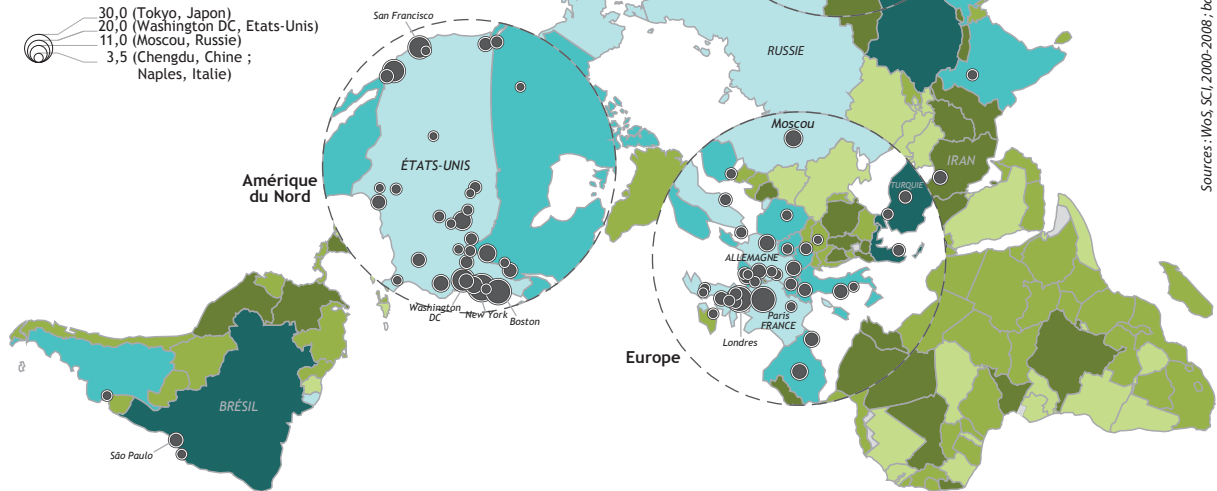 30,0 (Tokyo, Japon)
20,0 (Washington DC, Etats-Unis)
11,0 (Moscou, Russie)
3,5 (Chengdu, Chine ;
Naples, Italie)
San Francisco
RUSSIE
Sources : WoS, SCI, 2000-2008 ;
Moscou
ÉTATS-UNIS
IRAN
Amérique
du Nord
TURQUIE
ALLEMAGNE
Washington
DC
New York
Boston
Paris
FRANCE
Londres
Europe
BRÉSIL
São Paulo